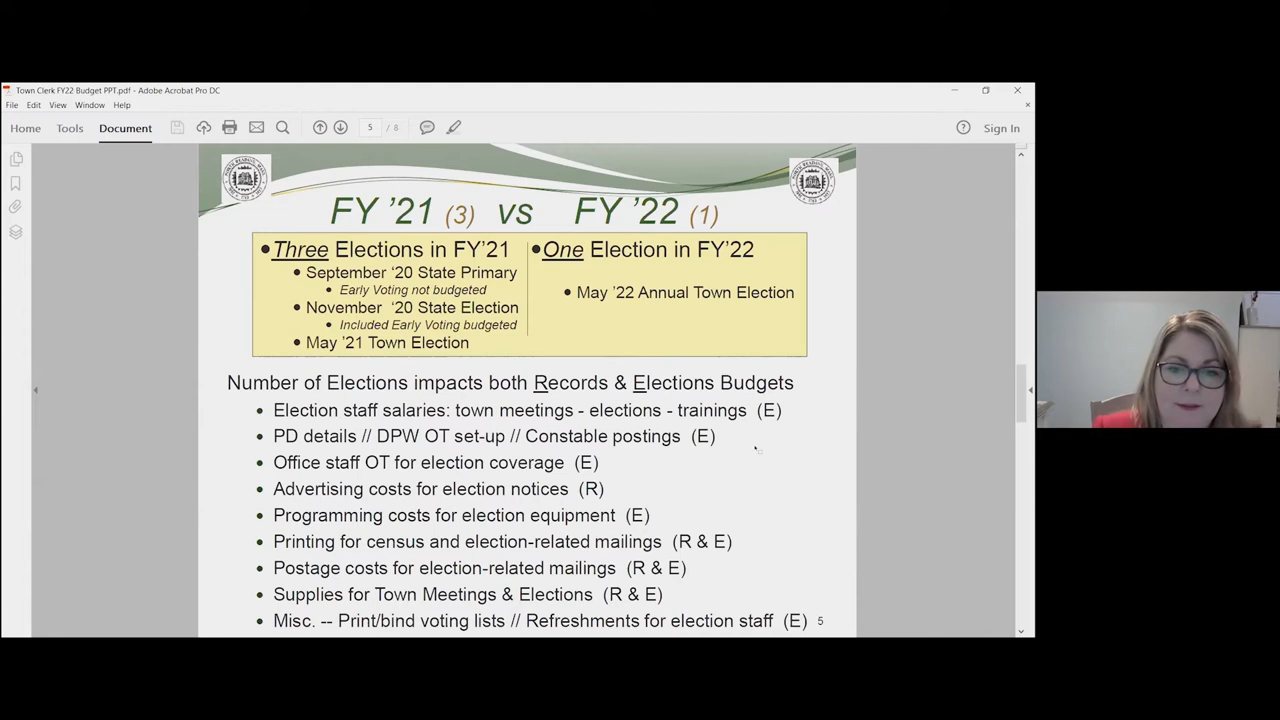 Town Clerk FY22 Budget PPT.pdf - Adobe Acrobat Pro DC
File Edit View Window Help
Home Tools Document 5 / 8 Sign In
FY '21 (3) vs FY '22 (1)
Three Elections in FY'21
September '20 State Primary
Early Voting not budgeted
November '20 State Election
Included Early Voting budgeted
May '21 Town Election
One Election in FY'22
May '22 Annual Town Election
Number of Elections impacts both Records & Elections Budgets
Election staff salaries: town meetings - elections - trainings (E)
PD details // DPW OT set-up // Constable postings (E)
Office staff OT for election coverage (E)
Advertising costs for election notices (R)
Programming costs for election equipment (E)
Printing for census and election-related mailings (R & E)
Postage costs for election-related mailings (R & E)
Supplies for Town Meetings & Elections (R & E)
Misc. -- Print/bind voting lists // Refreshments for election staff (E) 5